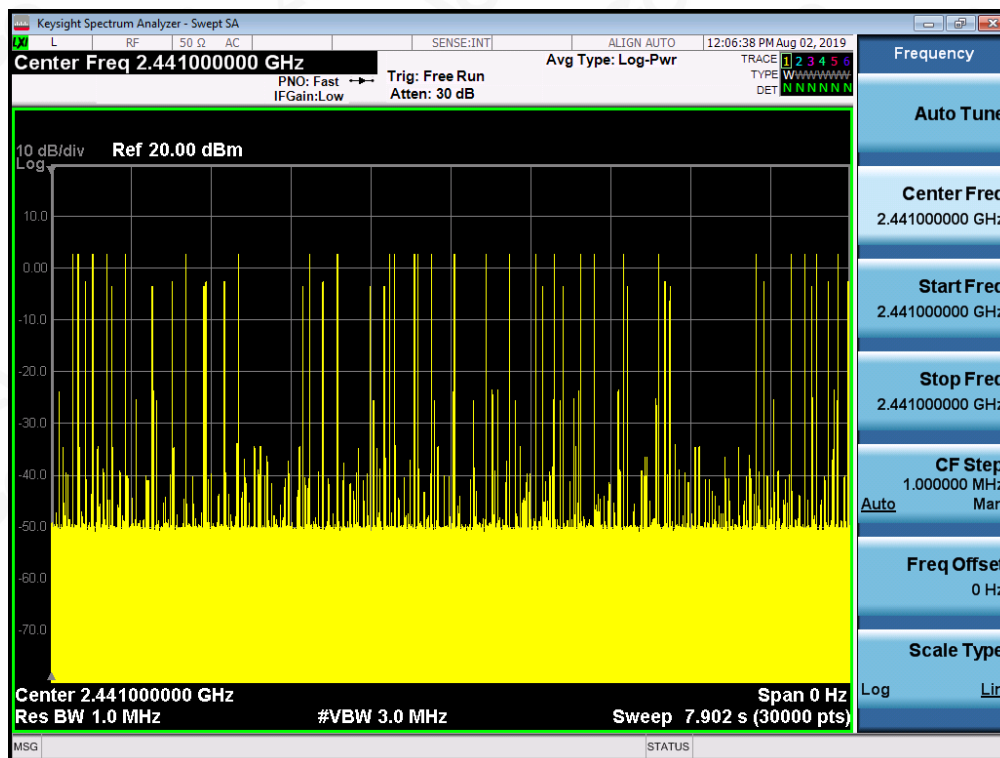 Keysight Spectrum Analyzer - Swept SA
LXI L RF 50 Ω AC SENSE:INT ALIGN AUTO 12:06:38 PM Aug 02, 2019
Center Freq 2.441000000 GHz
PNO: Fast
IFGain:Low
Trig: Free Run
Atten: 30 dB
Avg Type: Log-Pwr
TRACE 1 2 3 4 5 6
TYPE W W W W W W
DET N N N N N N
10 dB/div
Log
Ref 20.00 dBm
10.0
0.00
-10.0
-20.0
-30.0
-40.0
-50.0
-60.0
-70.0
Center 2.441000000 GHz Span 0 Hz
Res BW 1.0 MHz #VBW 3.0 MHz Sweep 7.902 s (30000 pts)
MSG STATUS
Frequency
Auto Tune
Center Freq
2.441000000 GHz
Start Freq
2.441000000 GHz
Stop Freq
2.441000000 GHz
CF Step
1.000000 MHz
Auto Man
Freq Offset
0 Hz
Scale Type
Log Lin